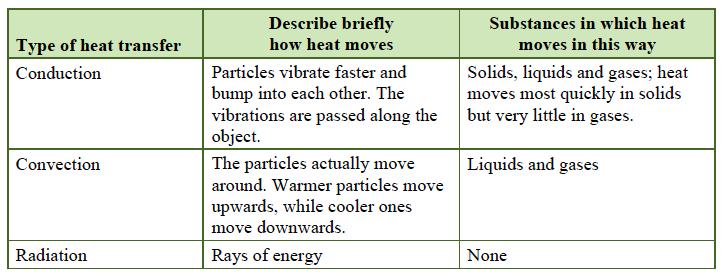 Type of heat transfer
Describe briefly
how heat moves
Substances in which heat
moves in this way
Conduction
Particles vibrate faster and
bump into each other. The
vibrations are passed along the
object.
Solids, liquids and gases; heat
moves most quickly in solids
but very little in gases.
Convection
The particles actually move
around. Warmer particles move
upwards, while cooler ones
move downwards.
Liquids and gases
Radiation
Rays of energy
None